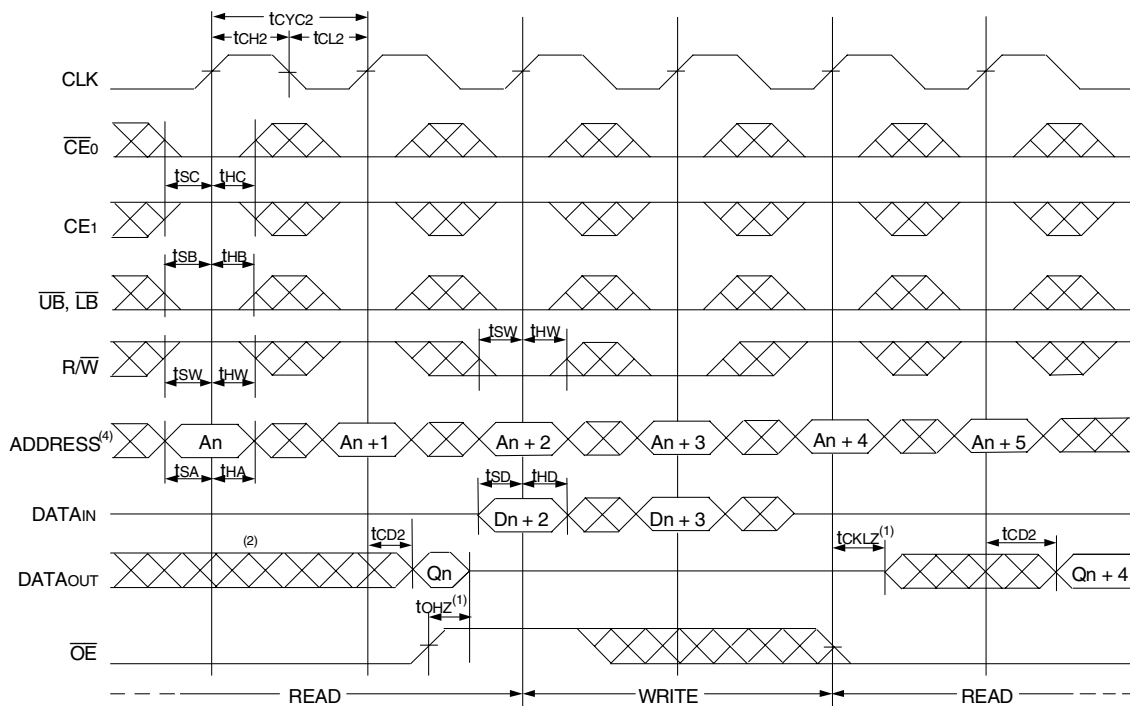 tCYC2
tCH2 tCL2
CLK
CE0
tSC tHC
CE1
tSB tHB
UB, LB
tSW tHW
R/W
tSW tHW
ADDRESS(4) An An + 1 An + 2 An + 3 An + 4 An + 5
tSA tHA tSD tHD
DATAIN Dn + 2 Dn + 3
tCD2 tCKLZ(1) tCD2
(2)
DATAOUT Qn Qn + 4
tOHZ(1)
OE
READ WRITE READ